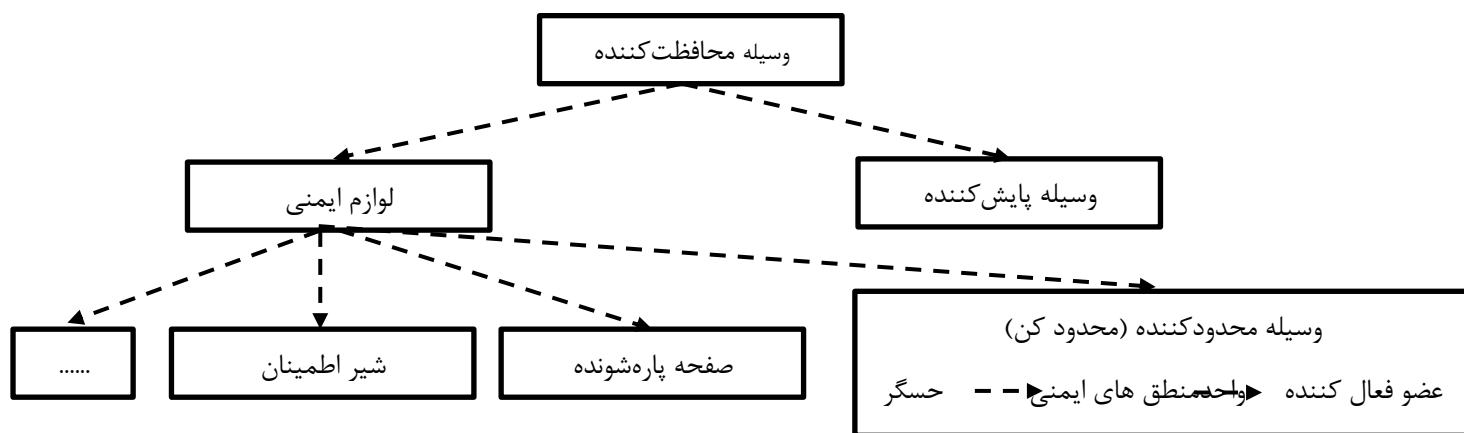 وسیله محافظت‌کننده
وسیله پایش‌کننده
لوازم ایمنی
وسیله محدودکننده (محدود کن)
صفحه پاره‌شونده
شیر اطمینان
......
عضو فعال کننده
واحدمنطق های ایمنی
حسگر